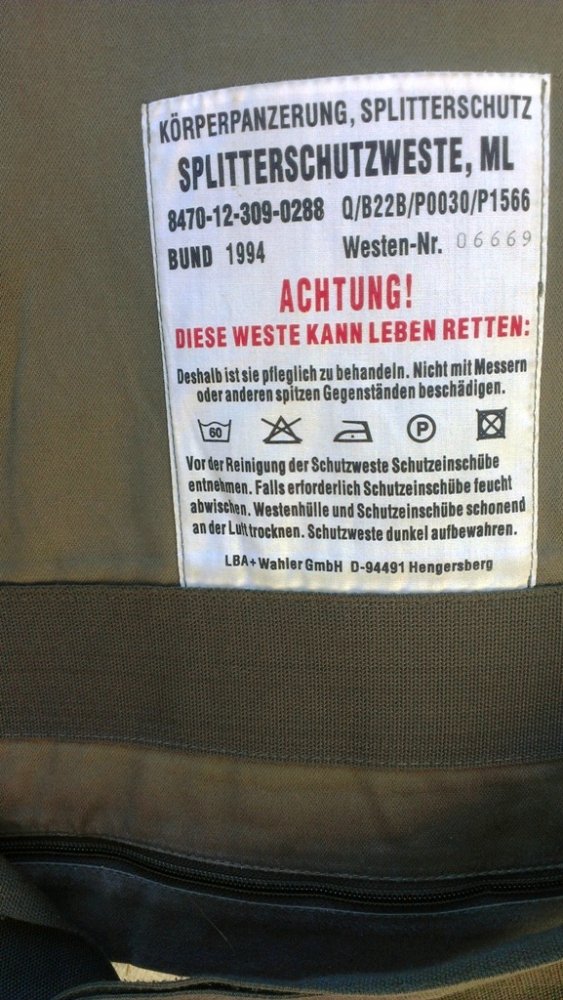 KÖRPERPANZERUNG, SPLITTERSCHUTZ
SPLITTERSCHUTZWESTE, ML
8470-12-309-0288 Q/B22B/P0030/P1566
BUND 1994 Westen-Nr. 06669
ACHTUNG!
DIESE WESTE KANN LEBEN RETTEN:
Deshalb ist sie pfleglich zu behandeln. Nicht mit Messern
oder anderen spitzen Gegenständen beschädigen.
60 P
Vor der Reinigung der Schutzweste Schutzeinschübe
entnehmen. Falls erforderlich Schutzeinschübe feucht
abwischen. Westenhülle und Schutzeinschübe schonend
an der Luft trocknen. Schutzweste dunkel aufbewahren.
LBA+Wahler GmbH D-94491 Hengersberg